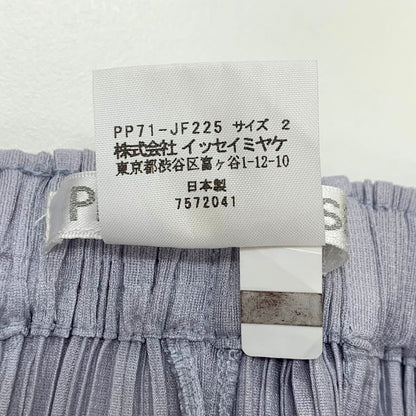 PP71-JF225 サイズ 2
株式会社 イッセイミヤケ
東京都渋谷区富ヶ谷1-12-10
日本製
7572041
P
S